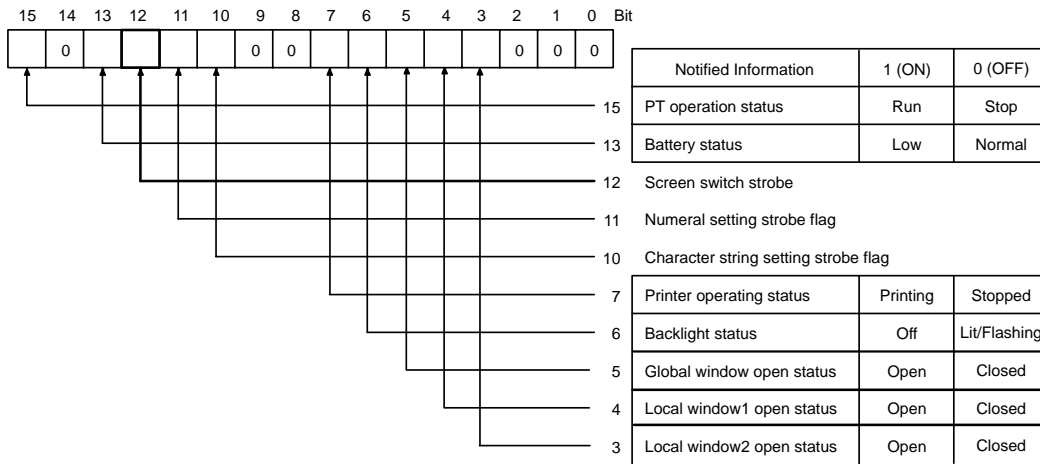 15 14 13 12 11 10 9 8 7 6 5 4 3 2 1 0 Bit
0 0 0 0 0 0
Notified Information 1 (ON) 0 (OFF)
15 PT operation status Run Stop
13 Battery status Low Normal
12 Screen switch strobe
11 Numeral setting strobe flag
10 Character string setting strobe flag
7 Printer operating status Printing Stopped
6 Backlight status Off Lit/Flashing
5 Global window open status Open Closed
4 Local window1 open status Open Closed
3 Local window2 open status Open Closed